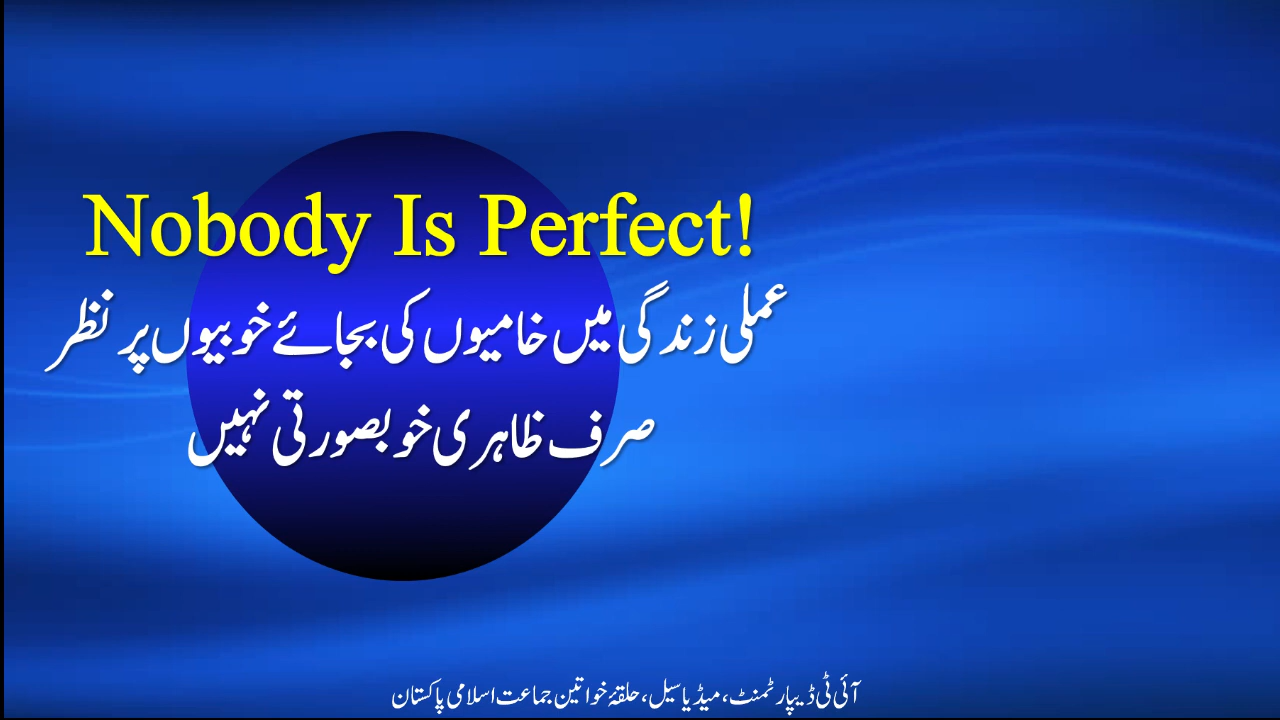 Nobody Is Perfect!
عملی زندگی میں خامیوں کی بجائے خوبیوں پر نظر
صرف ظاہری خوبصورتی نہیں
آئی ٹی ڈیپارٹمنٹ، میڈیا سیل، حلقۂ خواتین جماعت اسلامی پاکستان